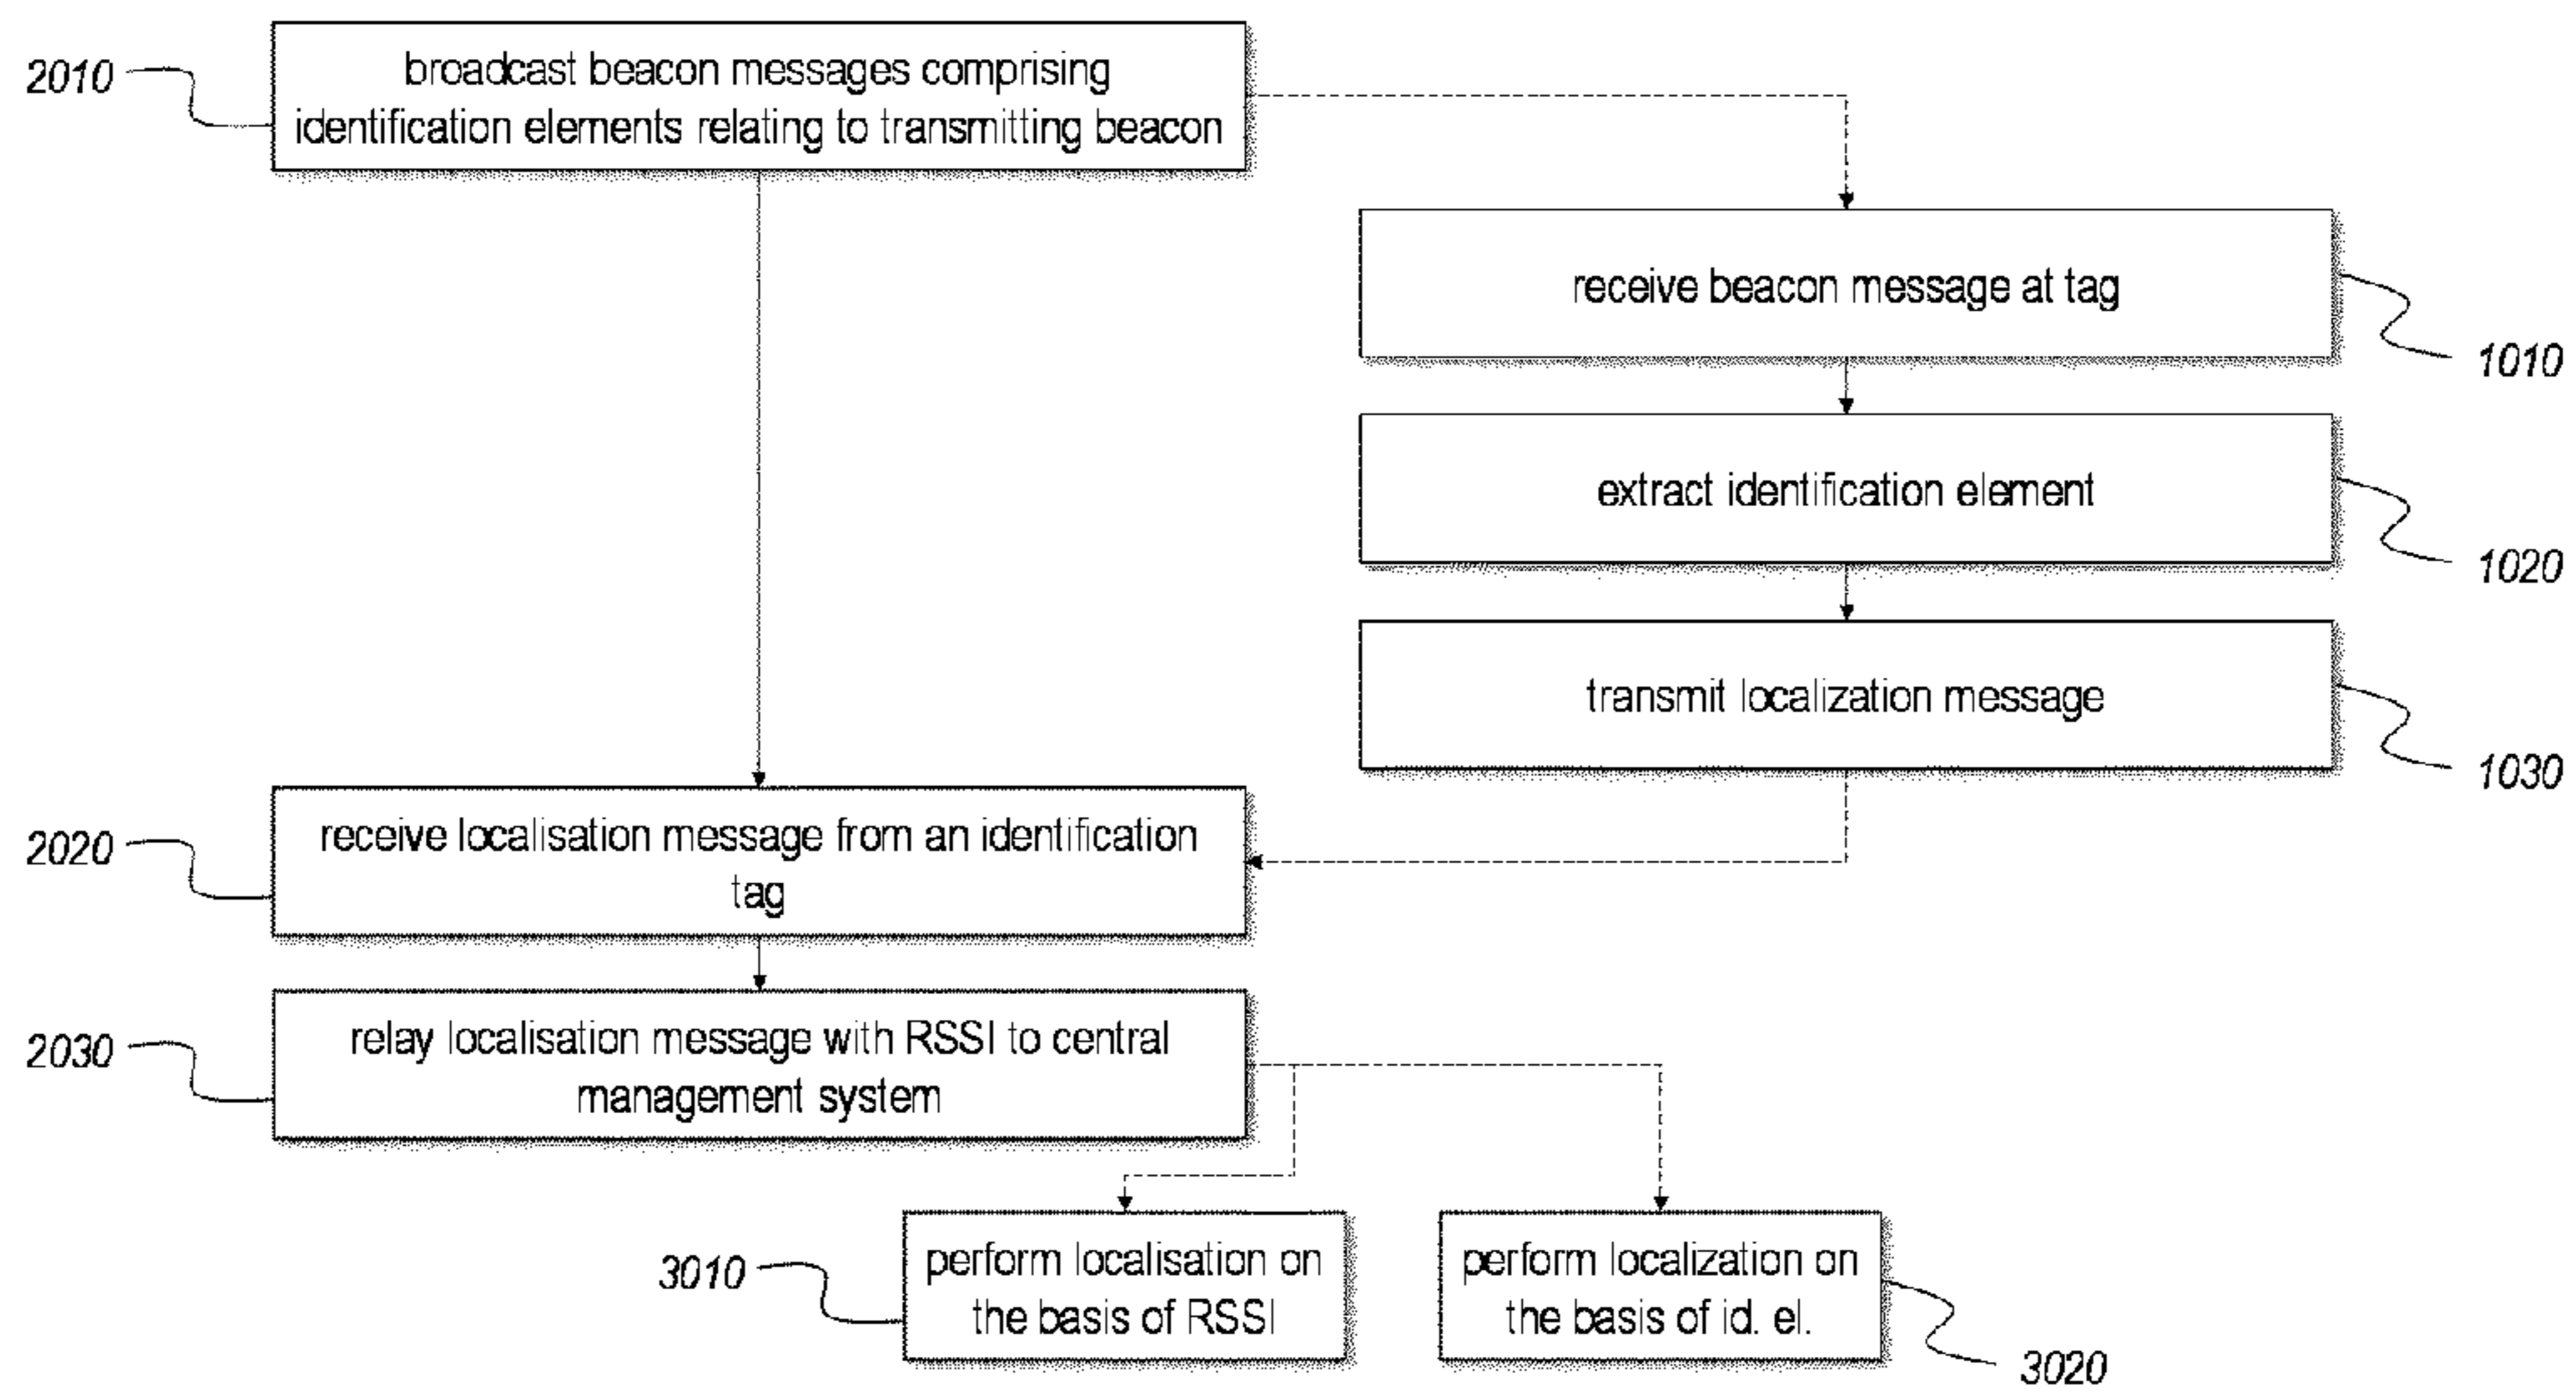 2010
broadcast beacon messages comprising
identification elements relating to transmitting beacon
receive beacon message at tag
1010
extract identification element
1020
transmit localization message
1030
2020
receive localisation message from an identification
tag
2030
relay localisation message with RSSI to central
management system
3010
perform localisation on
the basis of RSSI
perform localization on
the basis of id. el.
3020